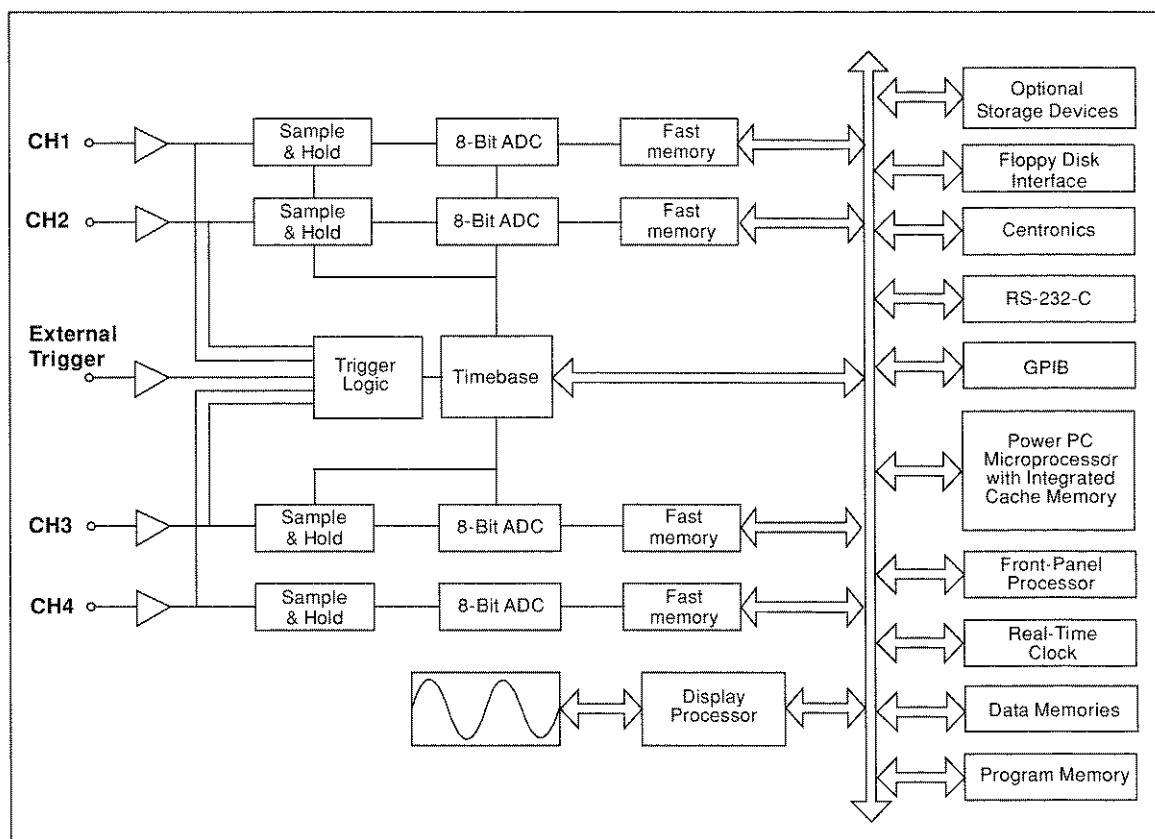 CH1
Sample
& Hold
8-Bit ADC
Fast
memory
CH2
Sample
& Hold
8-Bit ADC
Fast
memory
External
Trigger
Trigger
Logic
Timebase
CH3
Sample
& Hold
8-Bit ADC
Fast
memory
CH4
Sample
& Hold
8-Bit ADC
Fast
memory
Display
Processor
Optional
Storage Devices
Floppy Disk
Interface
Centronics
RS-232-C
GPIB
Power PC
Microprocessor
with Integrated
Cache Memory
Front-Panel
Processor
Real-Time
Clock
Data Memories
Program Memory